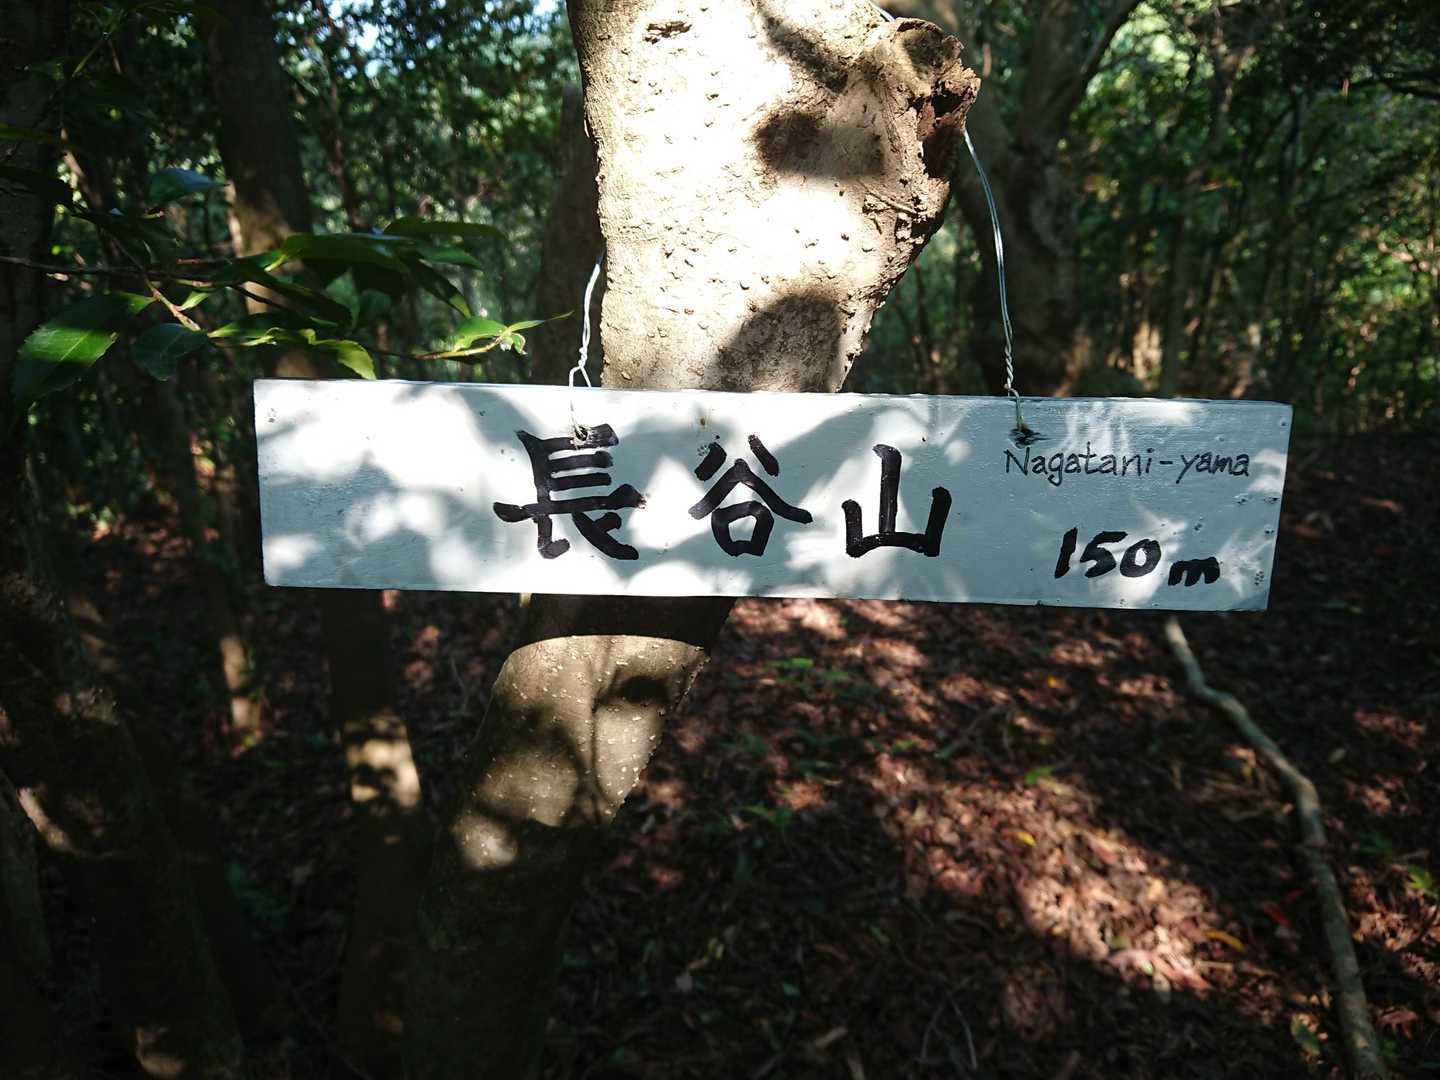 長谷山
Nagatani-yama
150m